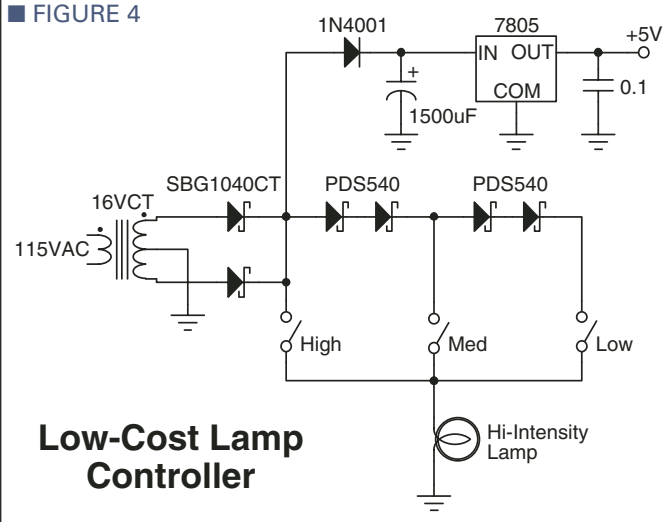 ■ FIGURE 4
1N4001
7805
+5V
IN OUT
COM
+
1500uF
0.1
SBG1040CT
PDS540
PDS540
16VCT
115VAC
High
Med
Low
Hi-Intensity
Lamp
Low-Cost Lamp
Controller